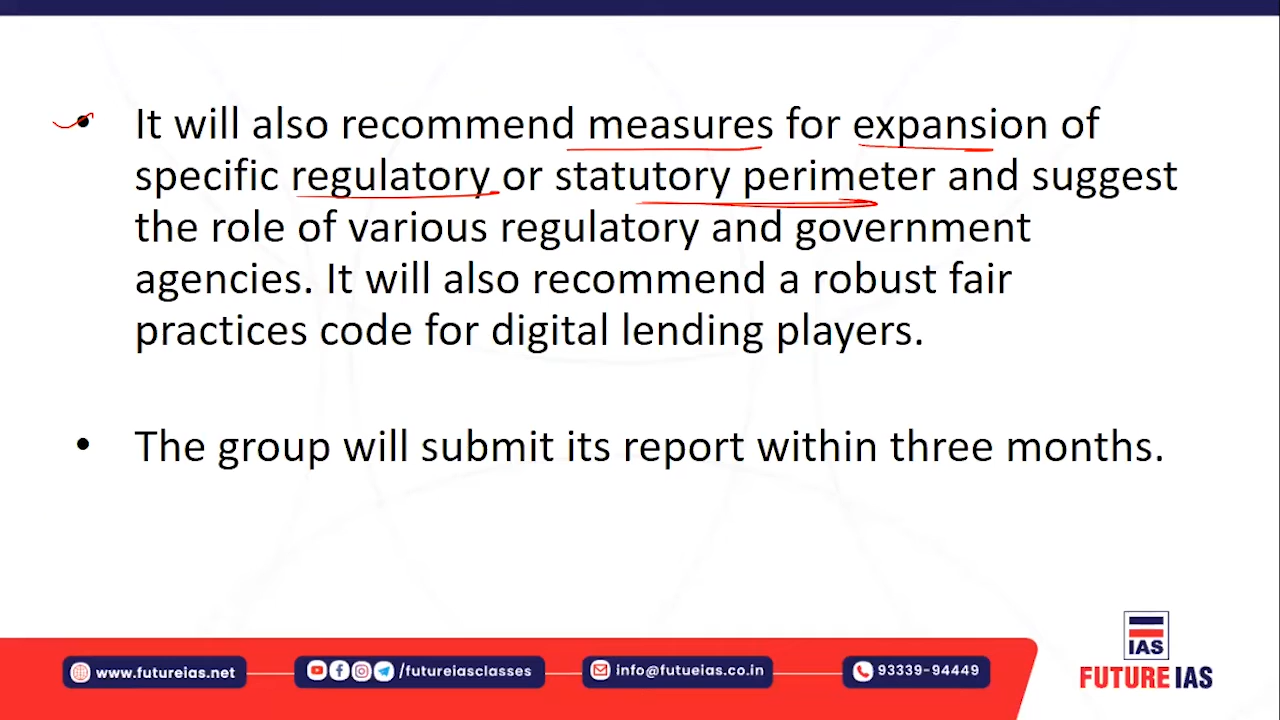 • It will also recommend measures for expansion of
specific regulatory or statutory perimeter and suggest
the role of various regulatory and government
agencies. It will also recommend a robust fair
practices code for digital lending players.
• The group will submit its report within three months.
IAS
FUTURE IAS
www.futureias.net
/futureiasclasses
info@futueias.co.in
93339-94449